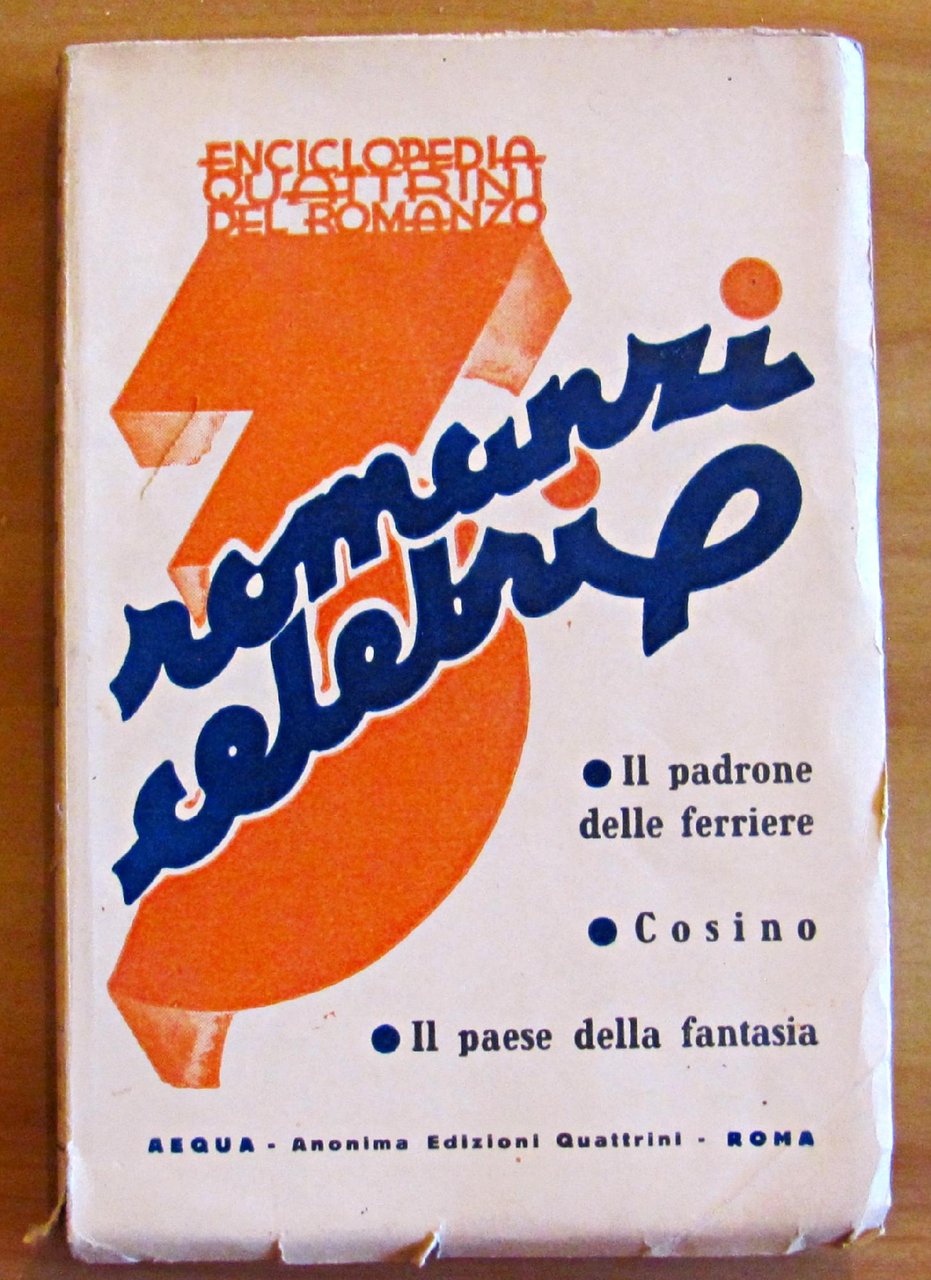 ENCICLOPEDIA
QUATTRINI
DEL ROMANZO
3
romanzi
celebri
● Il padrone
delle ferriere
● Cosino
● Il paese della fantasia
AEQUA - Anonima Edizioni Quattrini - ROMA